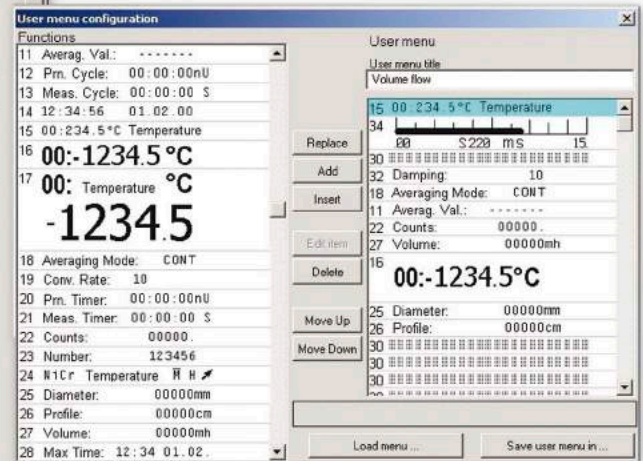 User menu configuration
Functions
11 Averag. Val.: -------
12 Prn. Cycle: 00:00:00nU
13 Meas. Cycle: 00:00:00 S
14 12:34:56 01.02.00
15 00:234.5°C Temperature
16 00:-1234.5 °C
17 00: Temperature °C
-1234.5
18 Averaging Mode: CONT
19 Conv. Rate: 10
20 Prn. Timer: 00:00:00nU
21 Meas. Timer: 00:00:00 S
22 Counts: 00000.
23 Number: 123456
24 NiCr Temperature M H
25 Diameter: 00000mm
26 Profile: 00000cm
27 Volume: 00000mh
28 Max Time: 12:34 01.02.
Replace
Add
Insert
Edit item
Delete
Move Up
Move Down
User menu
User menu title
Volume flow
15 00:234.5°C Temperature
34
00 S220 ms 15.
30
32 Damping: 10
18 Averaging Mode: CONT
11 Averag. Val.: -------
22 Counts: 00000.
27 Volume: 00000mh
16 00:-1234.5°C
25 Diameter: 00000mm
26 Profile: 00000cm
30
30
30
Load menu ...
Save user menu in ...